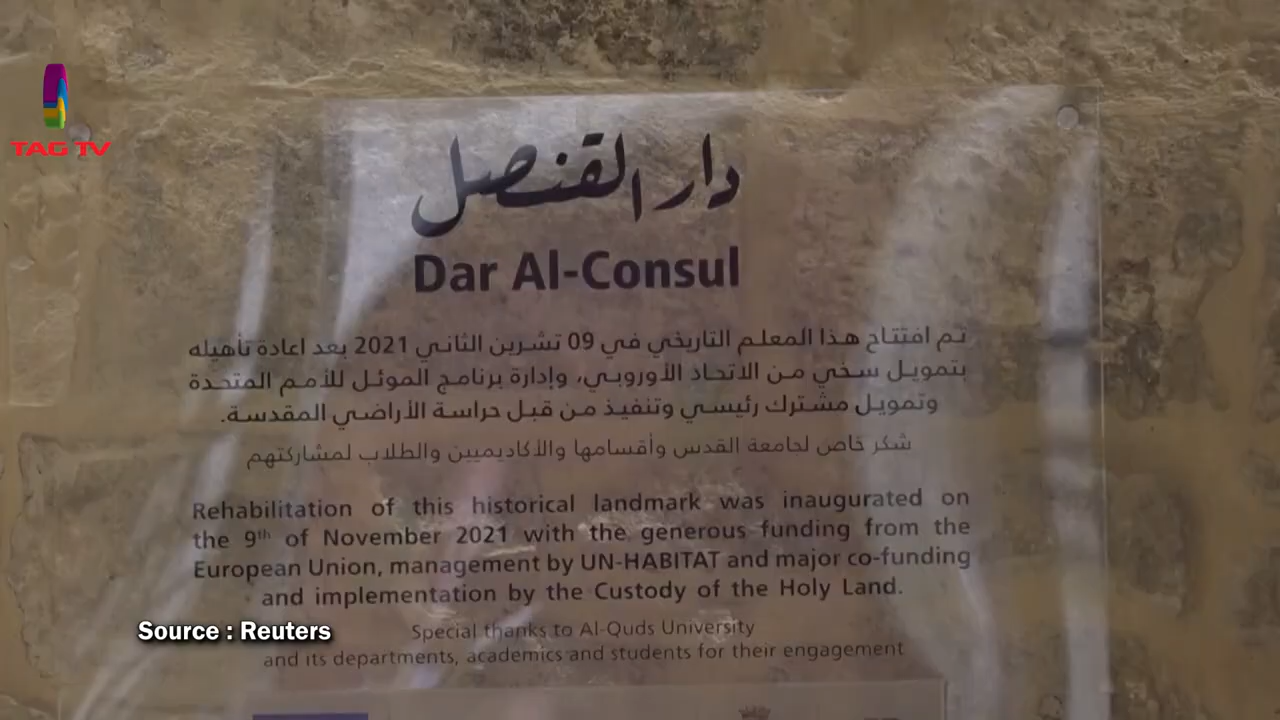 TAG TV
دار القنصل
Dar Al-Consul
تم افتتاح هذا المعلم التاريخي في 09 تشرين الثاني 2021 بعد اعادة تأهيله
بتمويل سخي من الاتحاد الأوروبي، وإدارة برنامج الموئل للأمم المتحدة
وتمويل مشترك رئيسي وتنفيذ من قبل حراسة الأراضي المقدسة.
شكر خاص لجامعة القدس وأقسامها والأكاديميين والطلاب لمشاركتهم
Rehabilitation of this historical landmark was inaugurated on
the 9th of November 2021 with the generous funding from the
European Union, management by UN-HABITAT and major co-funding
and implementation by the Custody of the Holy Land.
Source : Reuters
Special thanks to Al-Quds University
and its departments, academics and students for their engagement